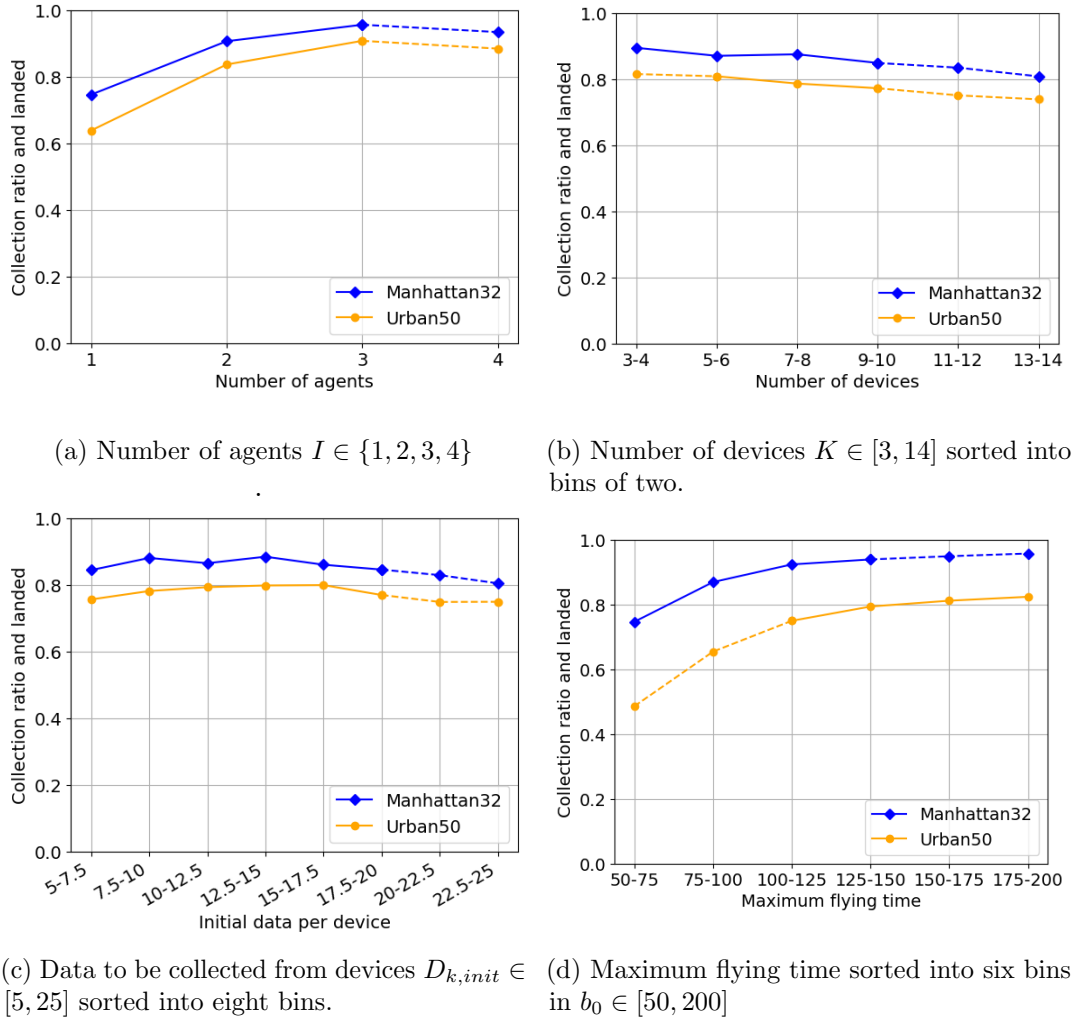 1.0
0.8
0.6
0.4
0.2
0.0
Collection ratio and landed
Manhattan32
Urban50
1 2 3 4
Number of agents
(a) Number of agents I ∈ {1, 2, 3, 4}
.
1.0
0.8
0.6
0.4
0.2
0.0
Collection ratio and landed
Manhattan32
Urban50
3-4 5-6 7-8 9-10 11-12 13-14
Number of devices
(b) Number of devices K ∈ [3, 14] sorted into
bins of two.
1.0
0.8
0.6
0.4
0.2
0.0
Collection ratio and landed
Manhattan32
Urban50
5-7.5 7.5-10 10-12.5 12.5-15 15-17.5 17.5-20 20-22.5 22.5-25
Initial data per device
(c) Data to be collected from devices D_{k,init} ∈
[5, 25] sorted into eight bins.
1.0
0.8
0.6
0.4
0.2
0.0
Collection ratio and landed
Manhattan32
Urban50
50-75 75-100 100-125 125-150 150-175 175-200
Maximum flying time
(d) Maximum flying time sorted into six bins
in b_0 ∈ [50, 200]